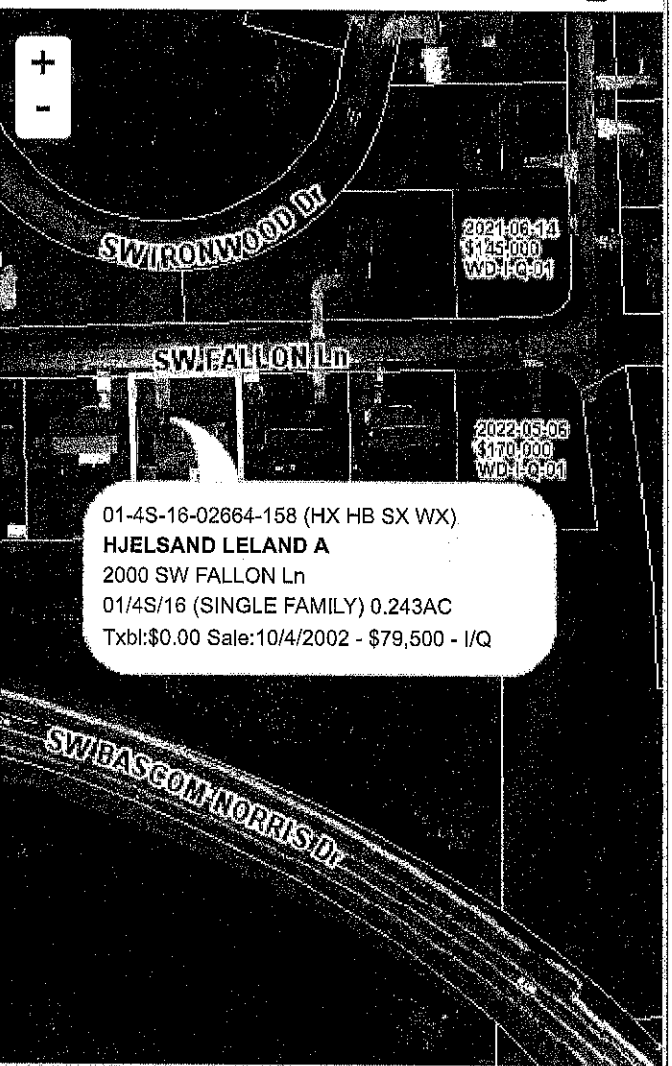 +
-
SW IRONWOOD Dr
2021-06-14
$145,000
WD-I-Q-01
SW FALLON Ln
2022-05-06
$170,000
WD-I-Q-01
01-4S-16-02664-158 (HX HB SX WX)
HJELSAND LELAND A
2000 SW FALLON Ln
01/4S/16 (SINGLE FAMILY) 0.243AC
Txbl:$0.00 Sale:10/4/2002 - $79,500 - I/Q
SW BASCOM NORRIS Dr